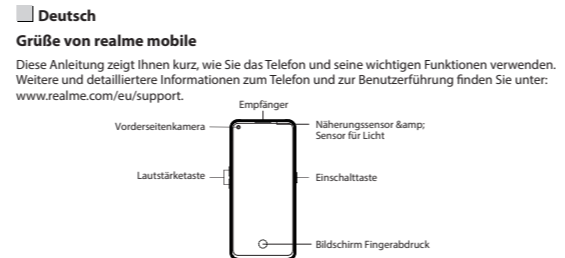 Deutsch
Grüße von realme mobile
Diese Anleitung zeigt Ihnen kurz, wie Sie das Telefon und seine wichtigen Funktionen verwenden.
Weitere und detailliertere Informationen zum Telefon und zur Benutzerführung finden Sie unter:
www.realme.com/eu/support.
Empfänger
Vorderseitenkamera
Näherungssensor &amp;
Sensor für Licht
Lautstärketaste
Einschalttaste
Bildschirm Fingerabdruck